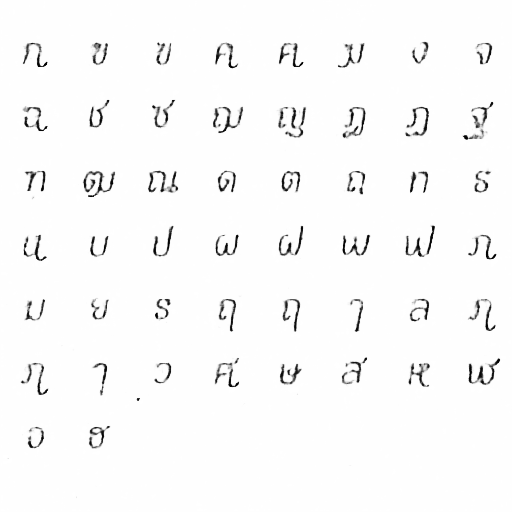 ก ข ฃ ค ฅ ฆ ง จ
ฉ ช ซ ฌ ญ ฎ ฏ ฐ
ฑ ฒ ณ ด ต ถ ท ธ
น บ ป ผ ฝ พ ฟ ภ
ม ย ร ฤ ฤ ๅ ล ฦ
ฦ ๅ ว ศ ษ ส ห ฬ
อ ฮ